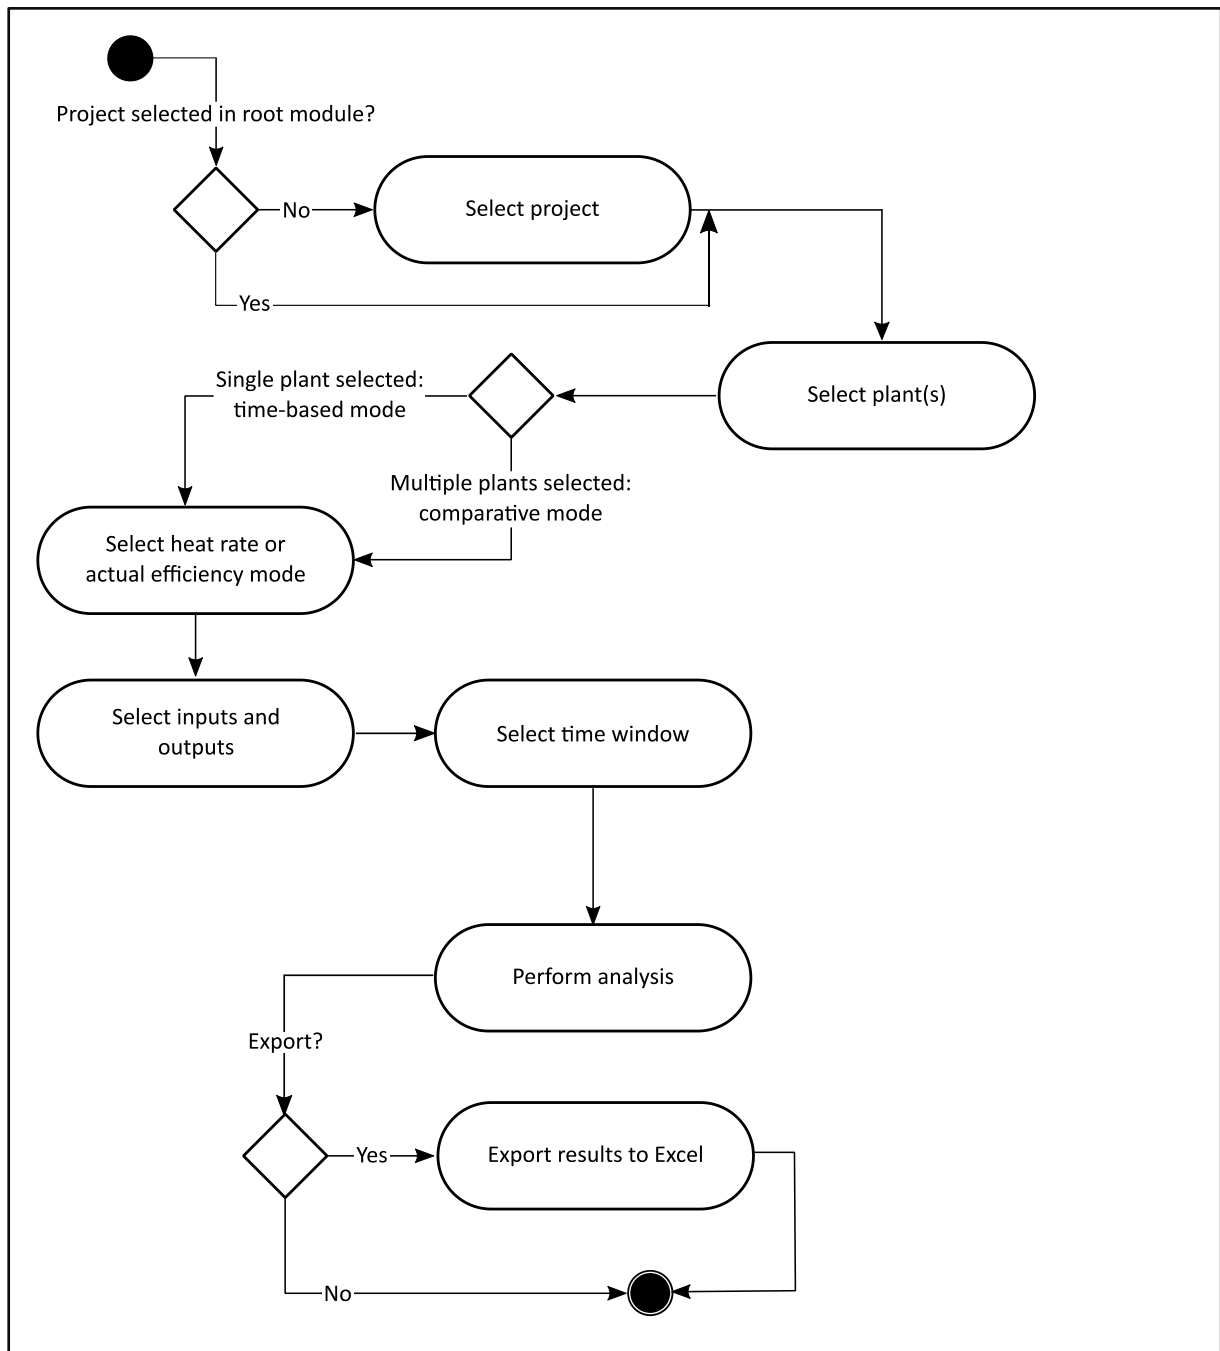 Project selected in root module?
No
Select project
Yes
Select plant(s)
Single plant selected:
time-based mode
Multiple plants selected:
comparative mode
Select heat rate or
actual efficiency mode
Select inputs and
outputs
Select time window
Perform analysis
Export?
Yes
Export results to Excel
No